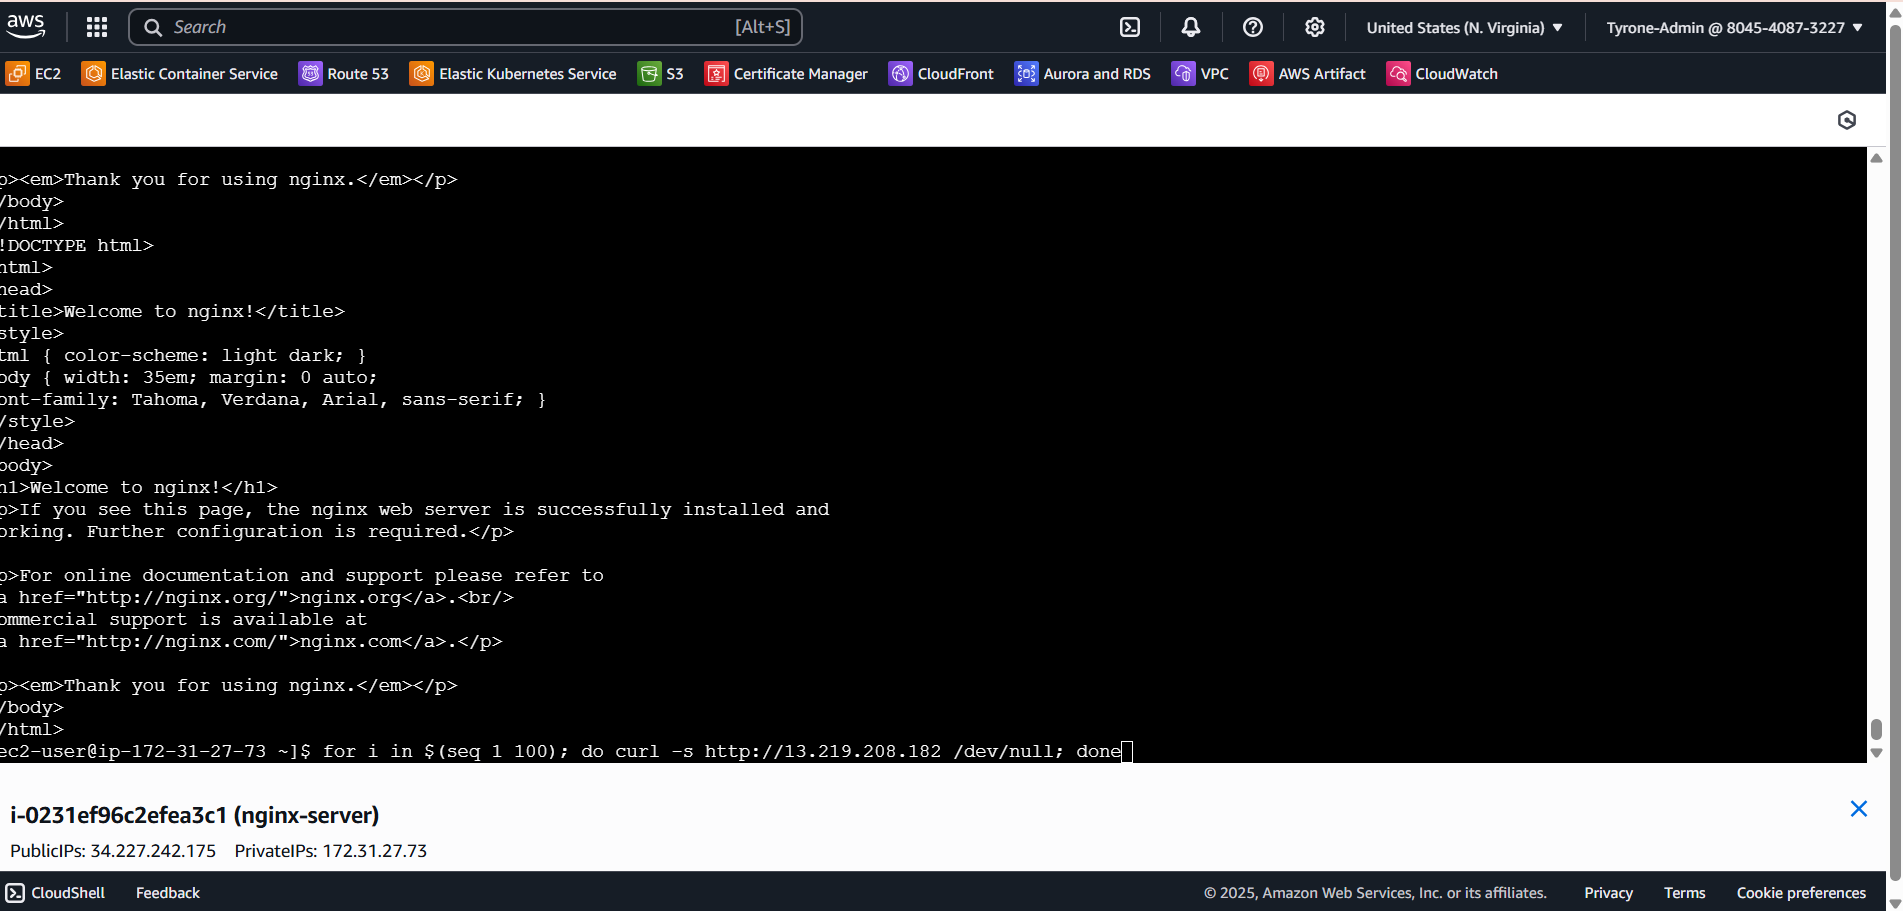 aws
Search
[Alt+S]
United States (N. Virginia)
Tyrone-Admin @ 8045-4087-3227
EC2
Elastic Container Service
Route 53
Elastic Kubernetes Service
S3
Certificate Manager
CloudFront
Aurora and RDS
VPC
AWS Artifact
CloudWatch
p><em>Thank you for using nginx.</em></p>
/body>
/html>
!DOCTYPE html>
html>
head>
title>Welcome to nginx!</title>
style>
tml { color-scheme: light dark; }
ody { width: 35em; margin: 0 auto;
ont-family: Tahoma, Verdana, Arial, sans-serif; }
/style>
/head>
body>
h1>Welcome to nginx!</h1>
p>If you see this page, the nginx web server is successfully installed and
orking. Further configuration is required.</p>
p>For online documentation and support please refer to
a href="http://nginx.org/">nginx.org</a>.<br/>
ommercial support is available at
a href="http://nginx.com/">nginx.com</a>.</p>
p><em>Thank you for using nginx.</em></p>
/body>
/html>
ec2-user@ip-172-31-27-73 ~]$ for i in $(seq 1 100); do curl -s http://13.219.208.182 /dev/null; done
i-0231ef96c2efea3c1 (nginx-server)
PublicIPs: 34.227.242.175 PrivateIPs: 172.31.27.73
CloudShell
Feedback
© 2025, Amazon Web Services, Inc. or its affiliates.
Privacy
Terms
Cookie preferences